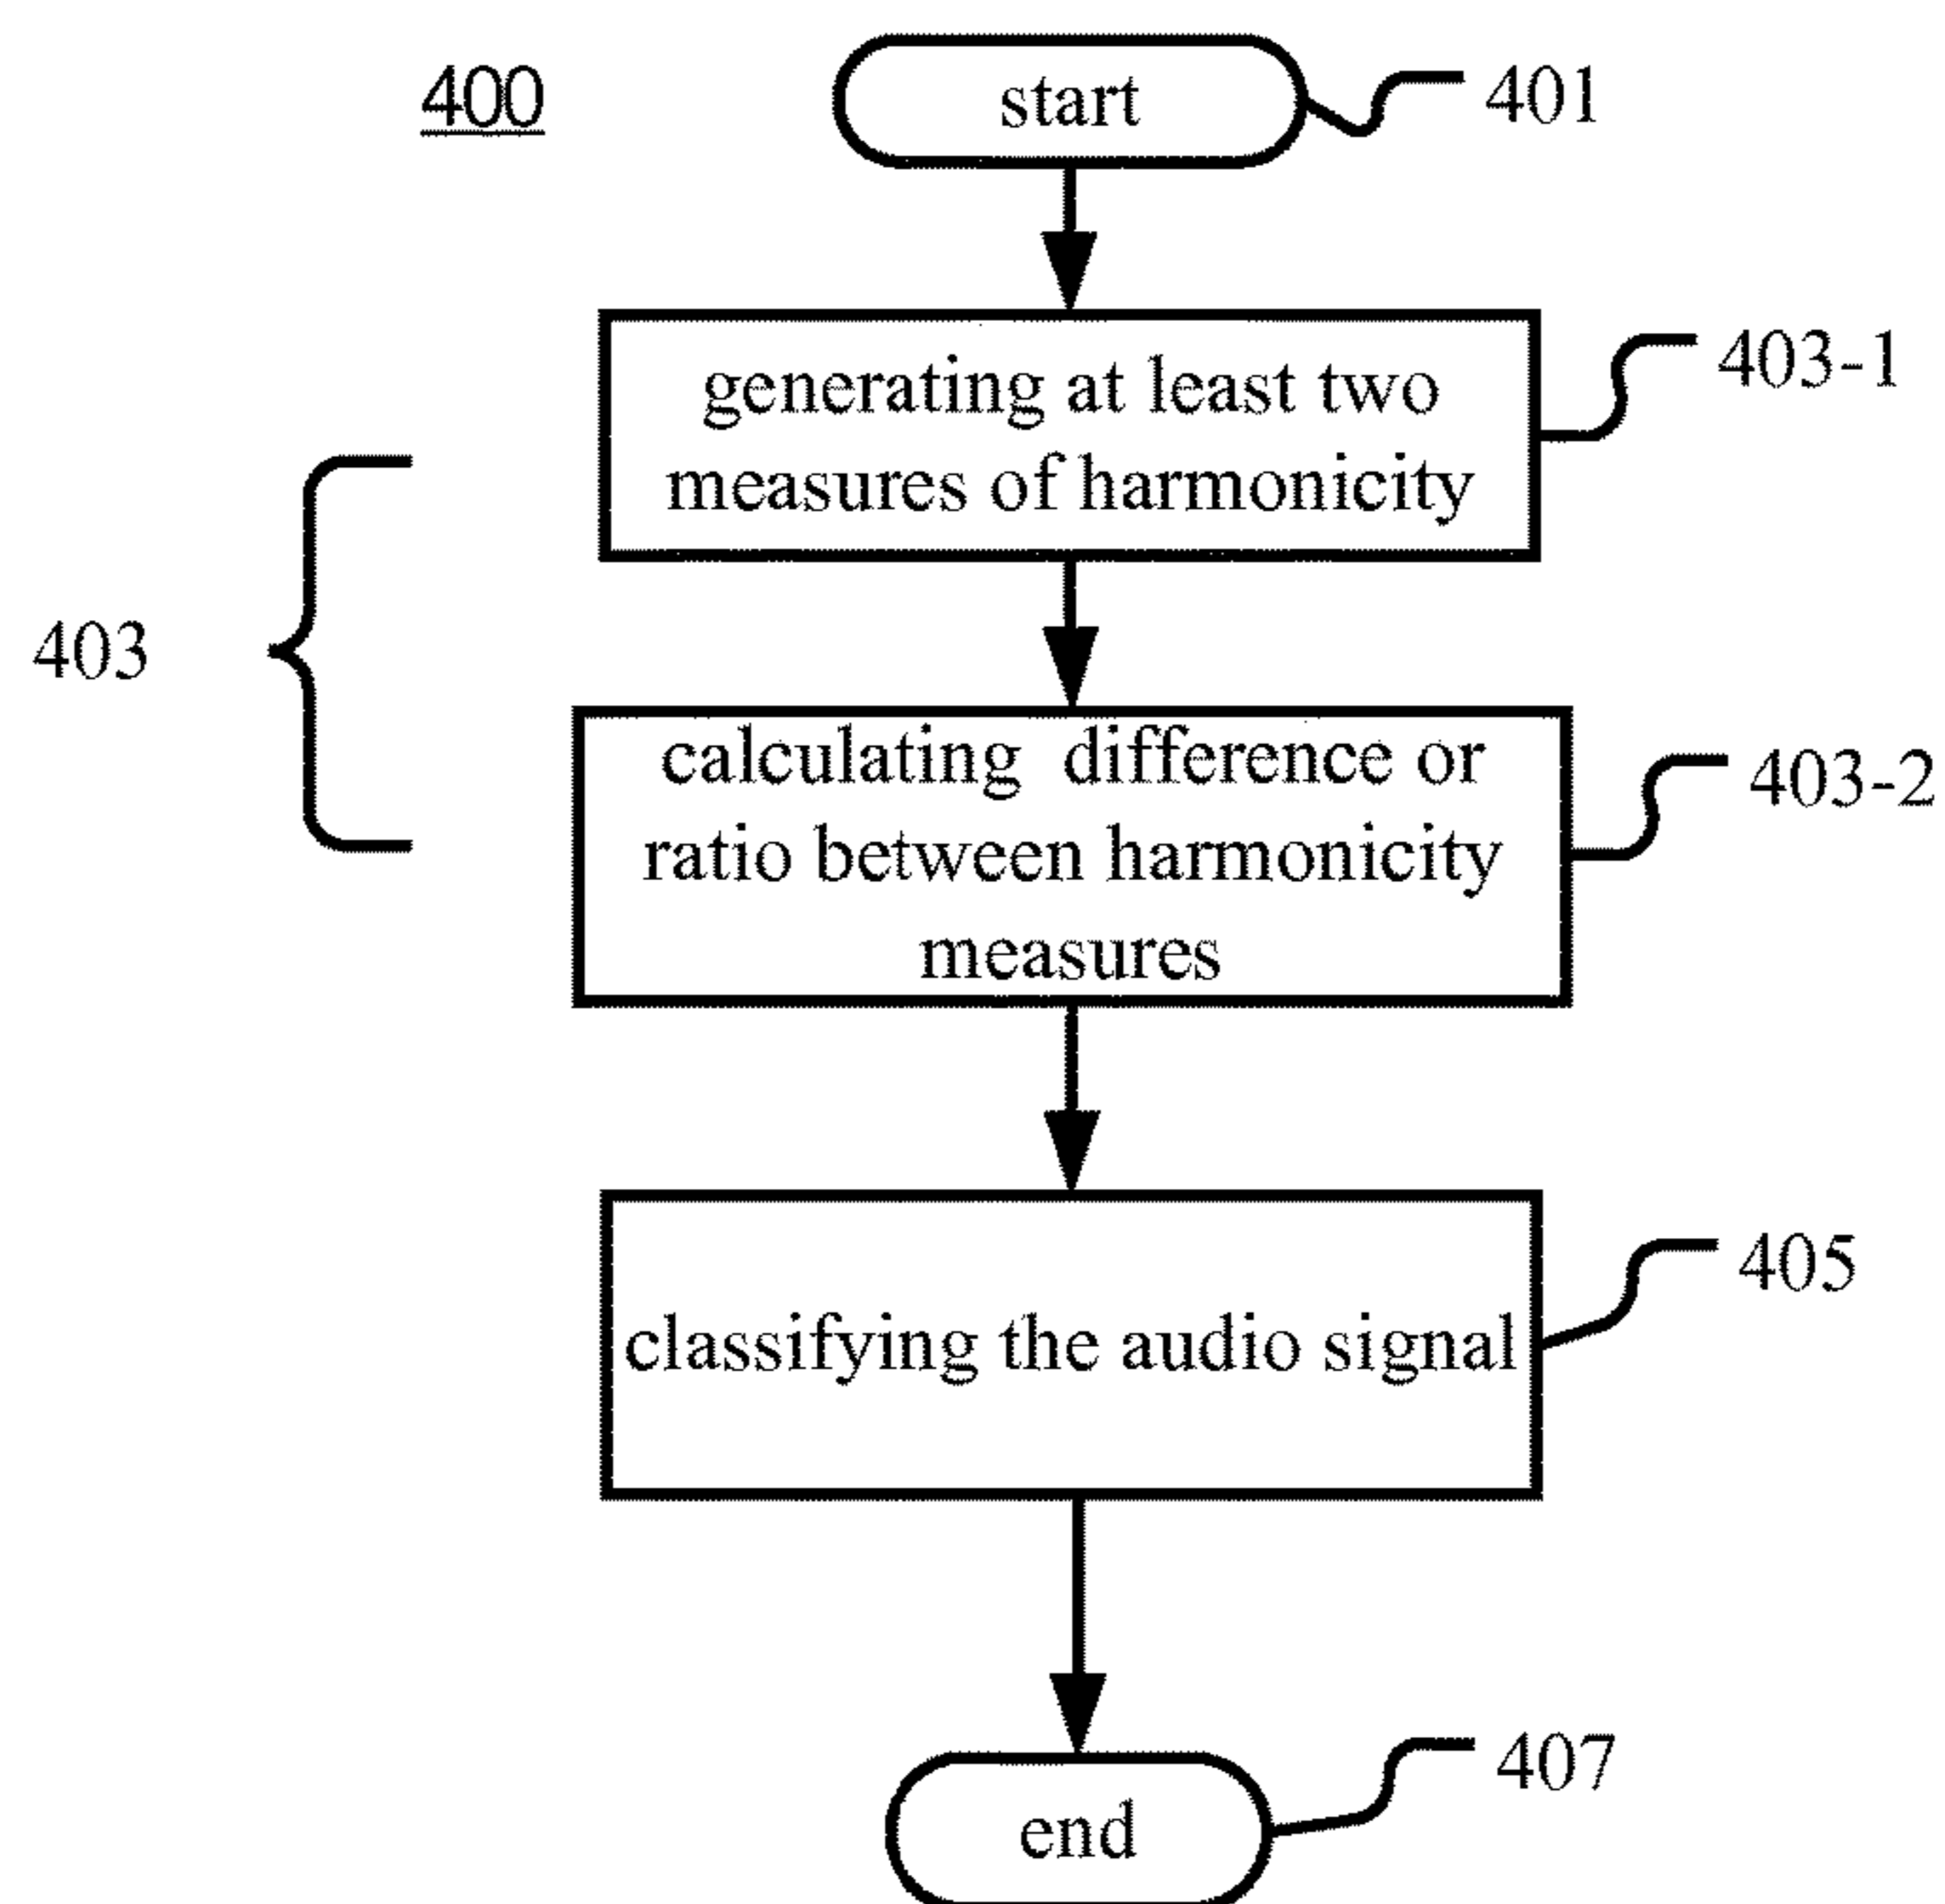 400
start
401
generating at least two
measures of harmonicity
403-1
403
calculating difference or
ratio between harmonicity
measures
403-2
classifying the audio signal
405
end
407